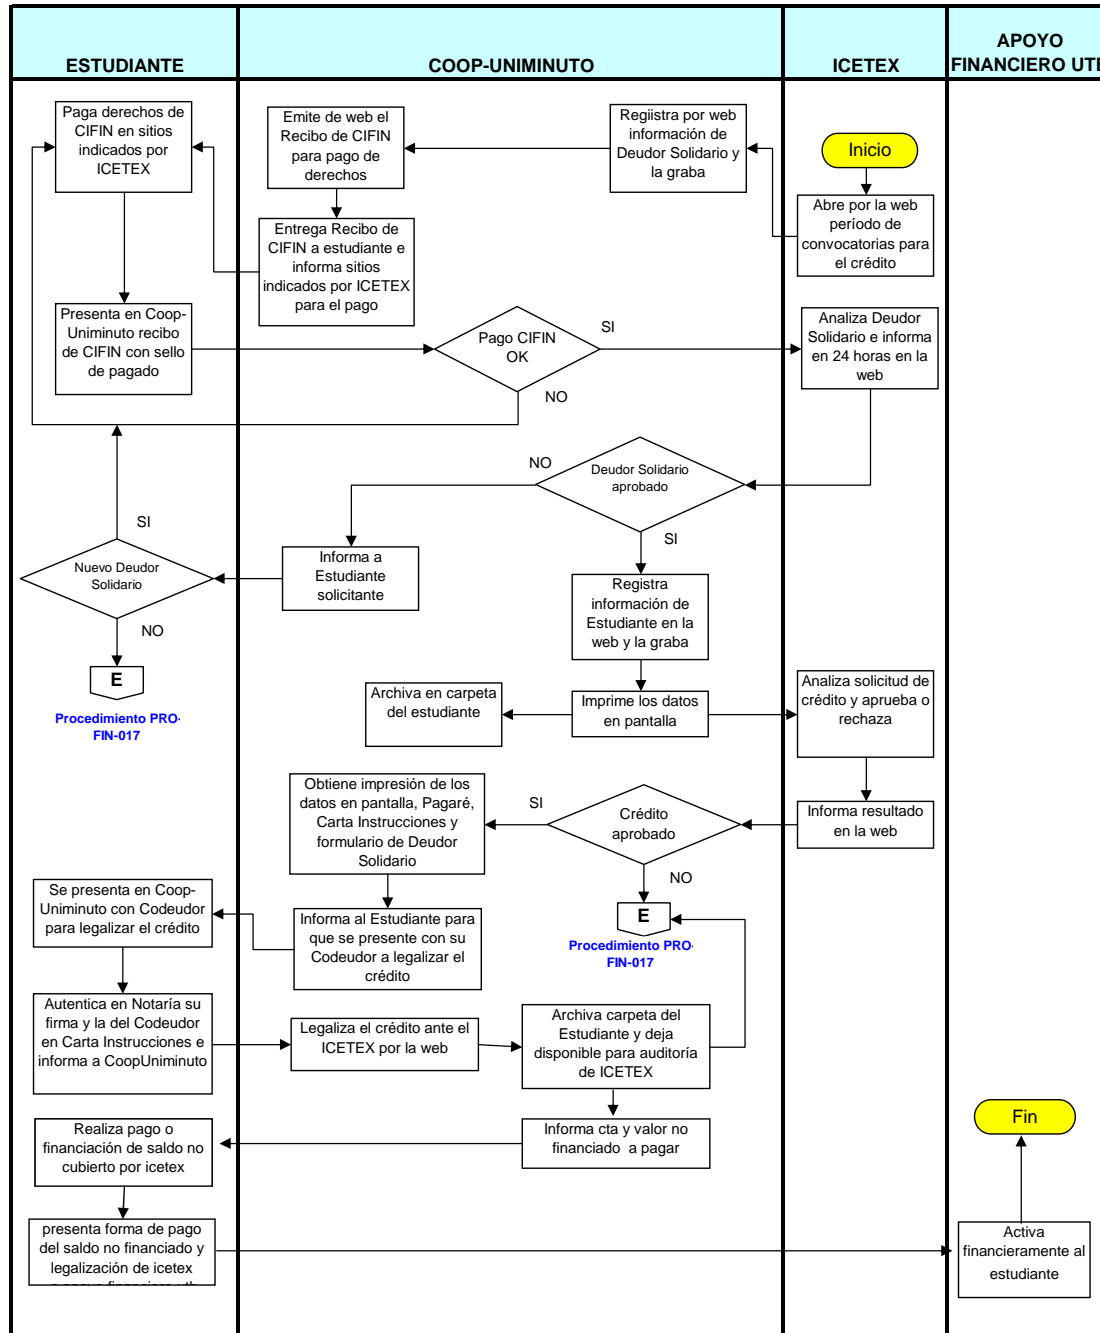 ESTUDIANTE
COOP-UNIMINUTO
ICETEX
APOYO
FINANCIERO UTB
Paga derechos de
CIFIN en sitios
indicados por
ICETEX
Emite de web el
Recibo de CIFIN
para pago de
derechos
Regiistra por web
información de
Deudor Solidario y
la graba
Inicio
Abre por la web
período de
convocatorias para
el crédito
Entrega Recibo de
CIFIN a estudiante e
informa sitios
indicados por ICETEX
para el pago
Presenta en Coop-
Uniminuto recibo
de CIFIN con sello
de pagado
Pago CIFIN
OK
SI
NO
Analiza Deudor
Solidario e informa
en 24 horas en la
web
Deudor Solidario
aprobado
NO
SI
Informa a
Estudiante
solicitante
Nuevo Deudor
Solidario
SI
NO
E
Procedimiento PRO-
FIN-017
Registra
información de
Estudiante en la
web y la graba
Imprime los datos
en pantalla
Archiva en carpeta
del estudiante
Analiza solicitud de
crédito y aprueba o
rechaza
Informa resultado
en la web
Crédito
aprobado
SI
NO
E
Procedimiento PRO-
FIN-017
Obtiene impresión de los
datos en pantalla, Pagaré,
Carta Instrucciones y
formulario de Deudor
Solidario
Informa al Estudiante para
que se presente con su
Codeudor a legalizar el
crédito
Se presenta en Coop-
Uniminuto con Codeudor
para legalizar el crédito
Autentica en Notaría su
firma y la del Codeudor
en Carta Instrucciones e
informa a CoopUniminuto
Legaliza el crédito ante el
ICETEX por la web
Archiva carpeta del
Estudiante y deja
disponible para auditoría
de ICETEX
Informa cta y valor no
financiado a pagar
Realiza pago o
financiación de saldo no
cubierto por icetex
presenta forma de pago
del saldo no financiado y
legalización de icetex
a apoyo financiero utb
Activa
financieramente al
estudiante
Fin